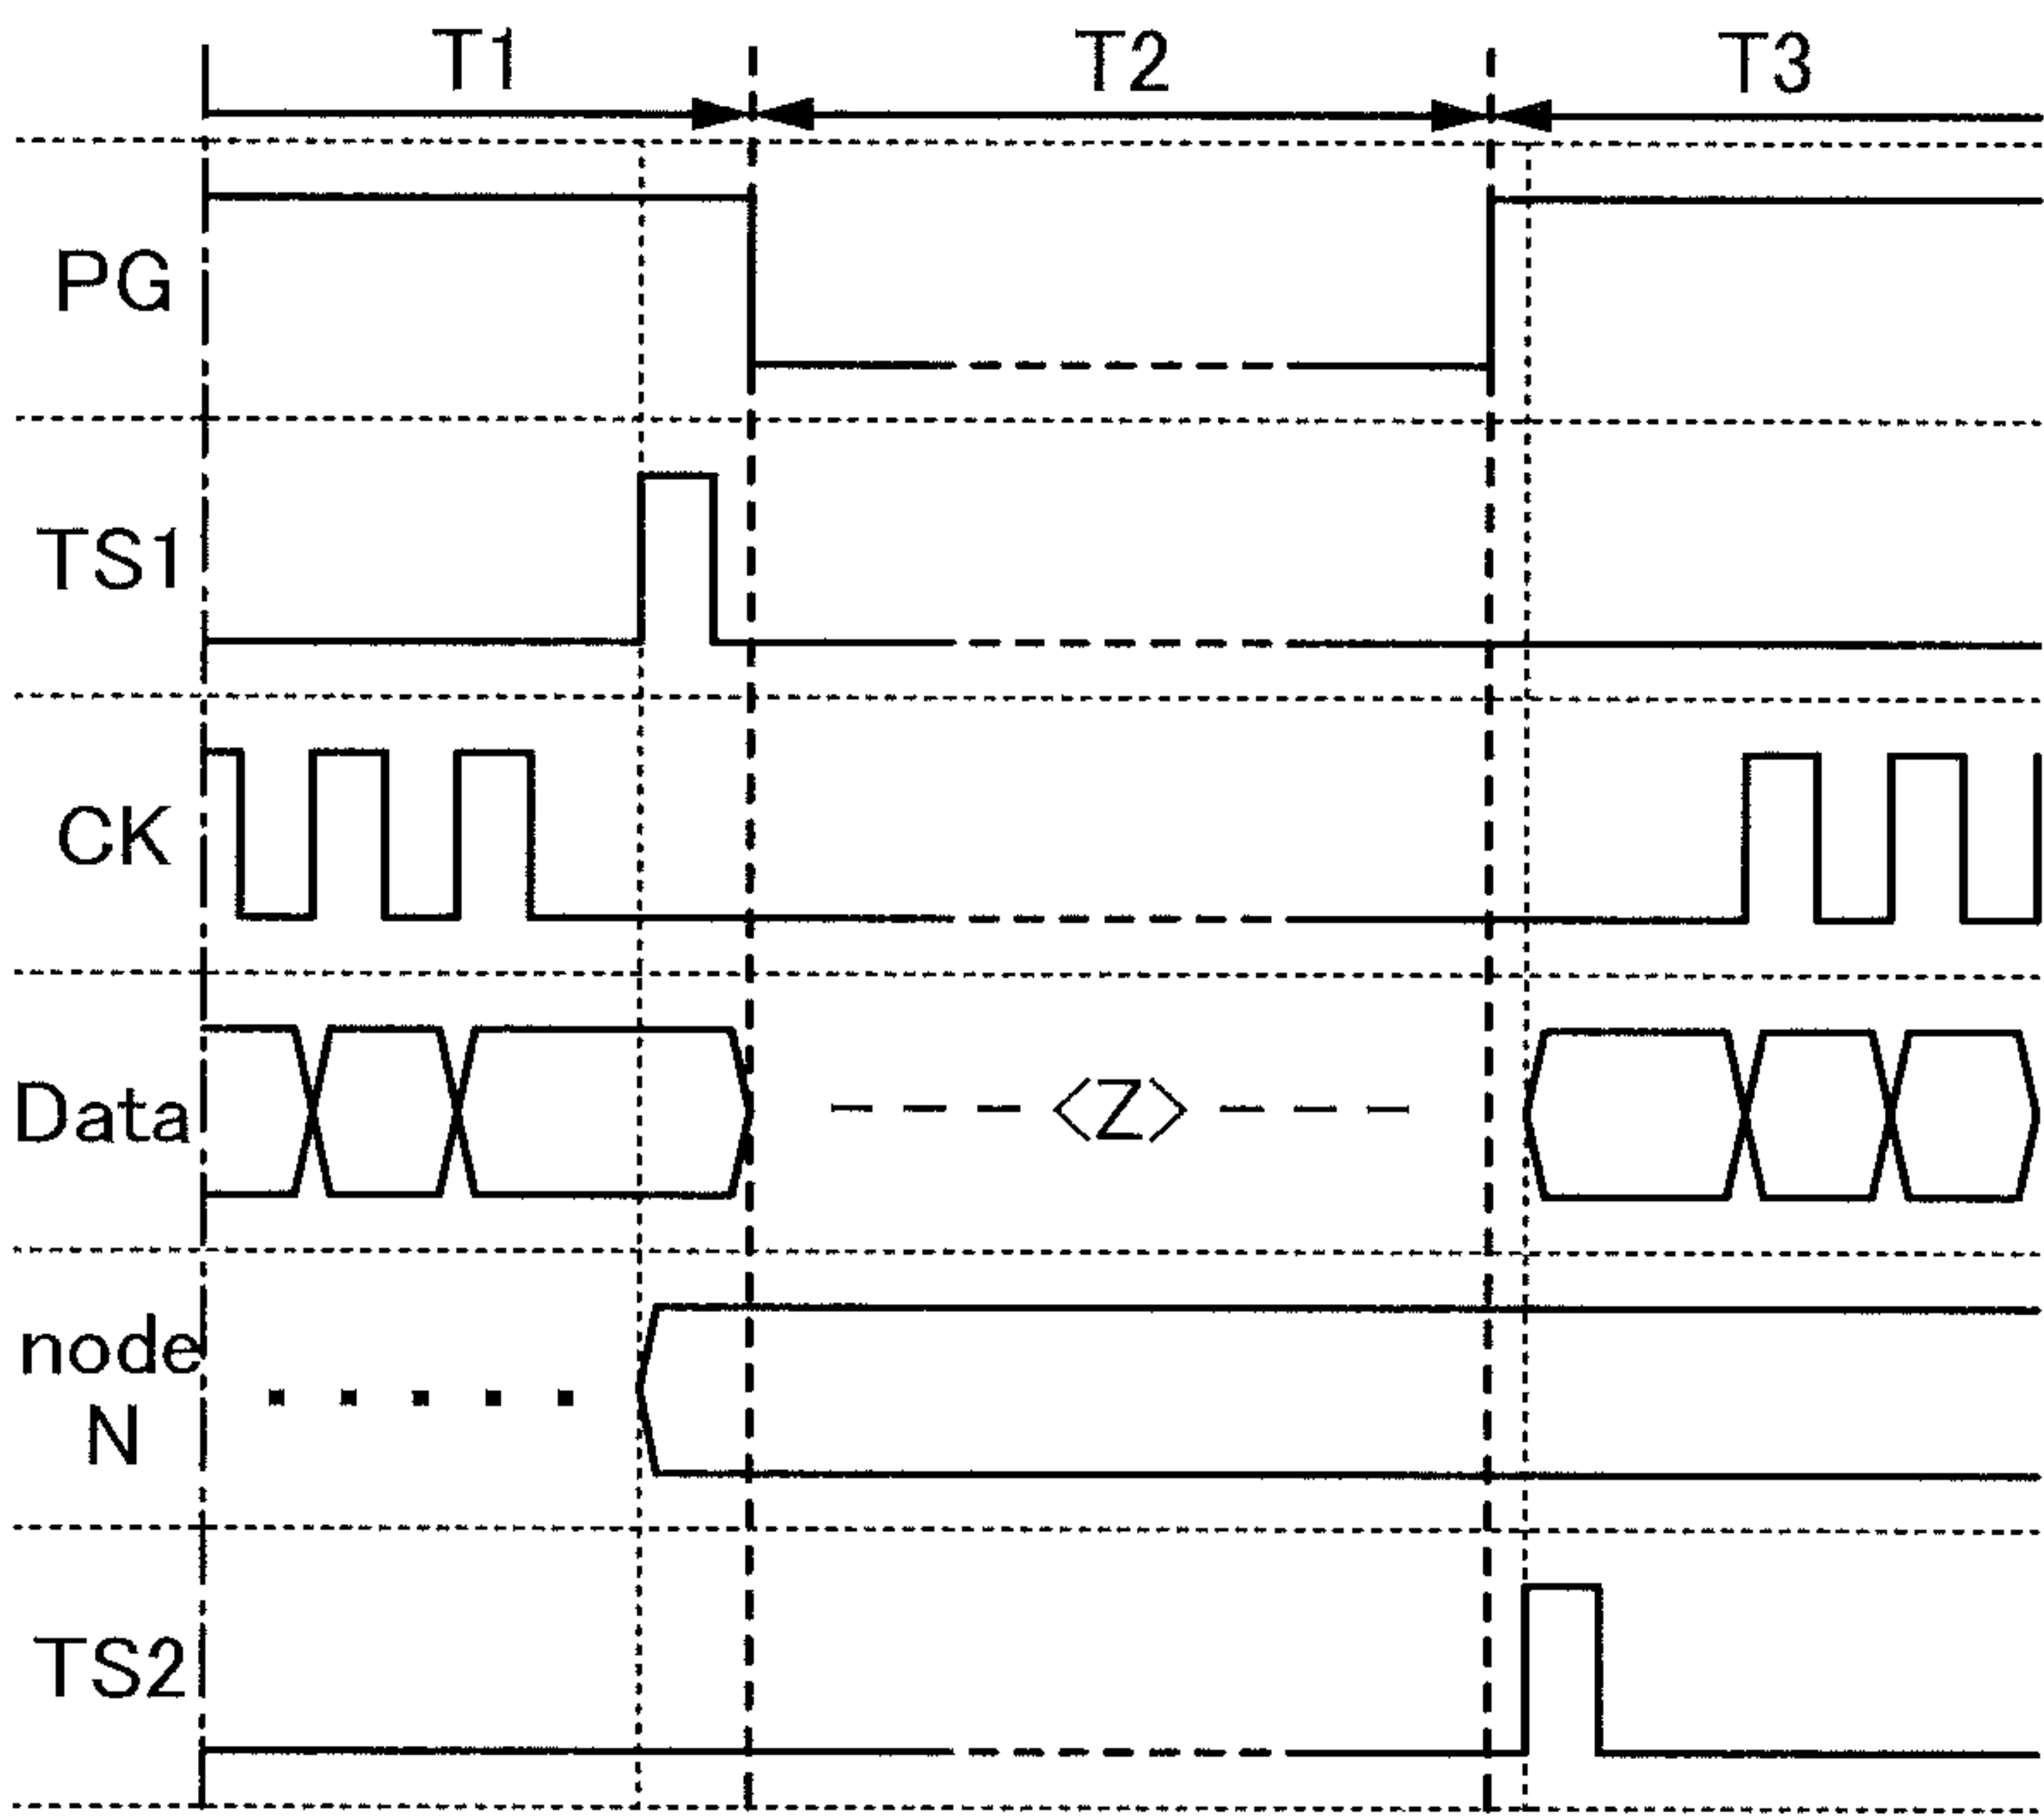 T1 T2 T3
PG
TS1
CK
Data
<Z>
node
N
TS2